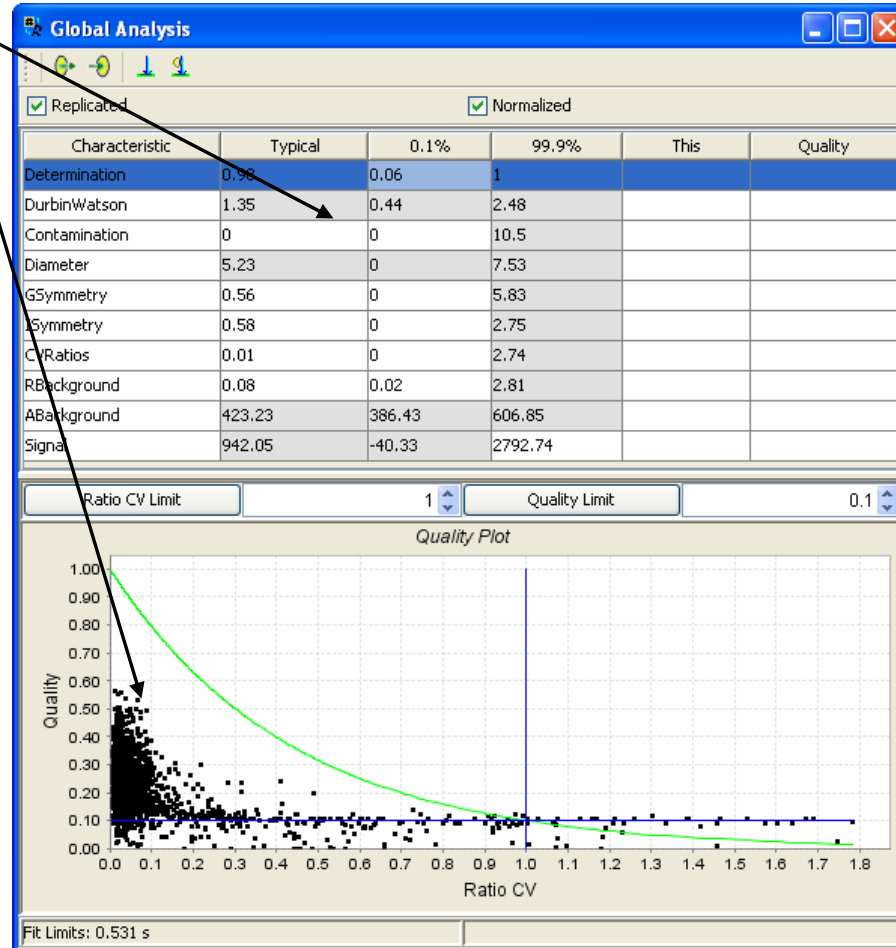 Global Analysis
Replicated Normalized
Characteristic Typical 0.1% 99.9% This Quality
Determination 0.98 0.06 1
DurbinWatson 1.35 0.44 2.48
Contamination 0 0 10.5
Diameter 5.23 0 7.53
GSymmetry 0.56 0 5.83
ISymmetry 0.58 0 2.75
CVRatios 0.01 0 2.74
RBackground 0.08 0.02 2.81
ABackground 423.23 386.43 606.85
Signal 942.05 -40.33 2792.74
Ratio CV Limit 1 Quality Limit 0.1
Quality Plot
1.00
0.90
0.80
0.70
0.60
0.50
0.40
0.30
0.20
0.10
0.00
Quality
0.0 0.1 0.2 0.3 0.4 0.5 0.6 0.7 0.8 0.9 1.0 1.1 1.2 1.3 1.4 1.5 1.6 1.7 1.8
Ratio CV
Fit Limits: 0.531 s